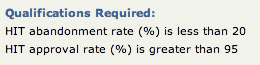 Qualifications Required:
HIT abandonment rate (%) is less than 20
HIT approval rate (%) is greater than 95